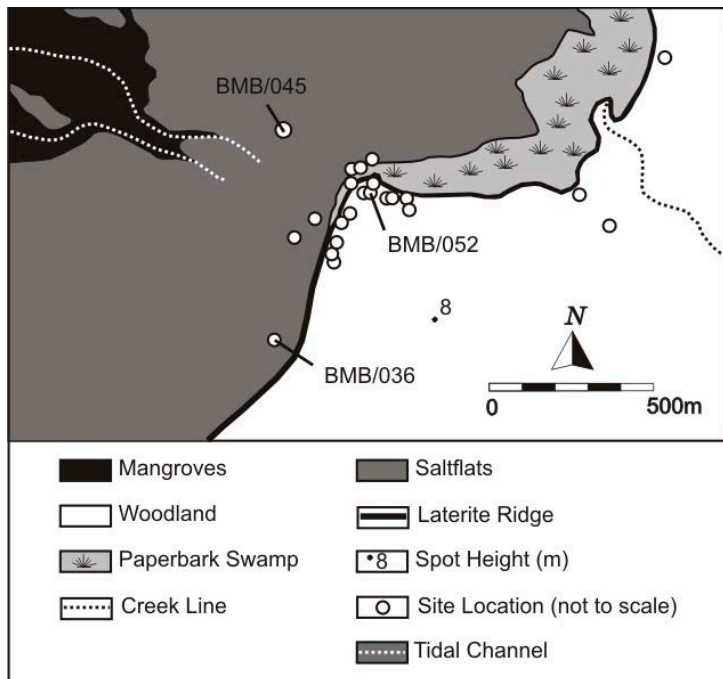 BMB/045
BMB/052
8
N
BMB/036
0 500m
Mangroves
Saltflats
Woodland
Laterite Ridge
Paperbark Swamp
8 Spot Height (m)
Creek Line
Site Location (not to scale)
Tidal Channel